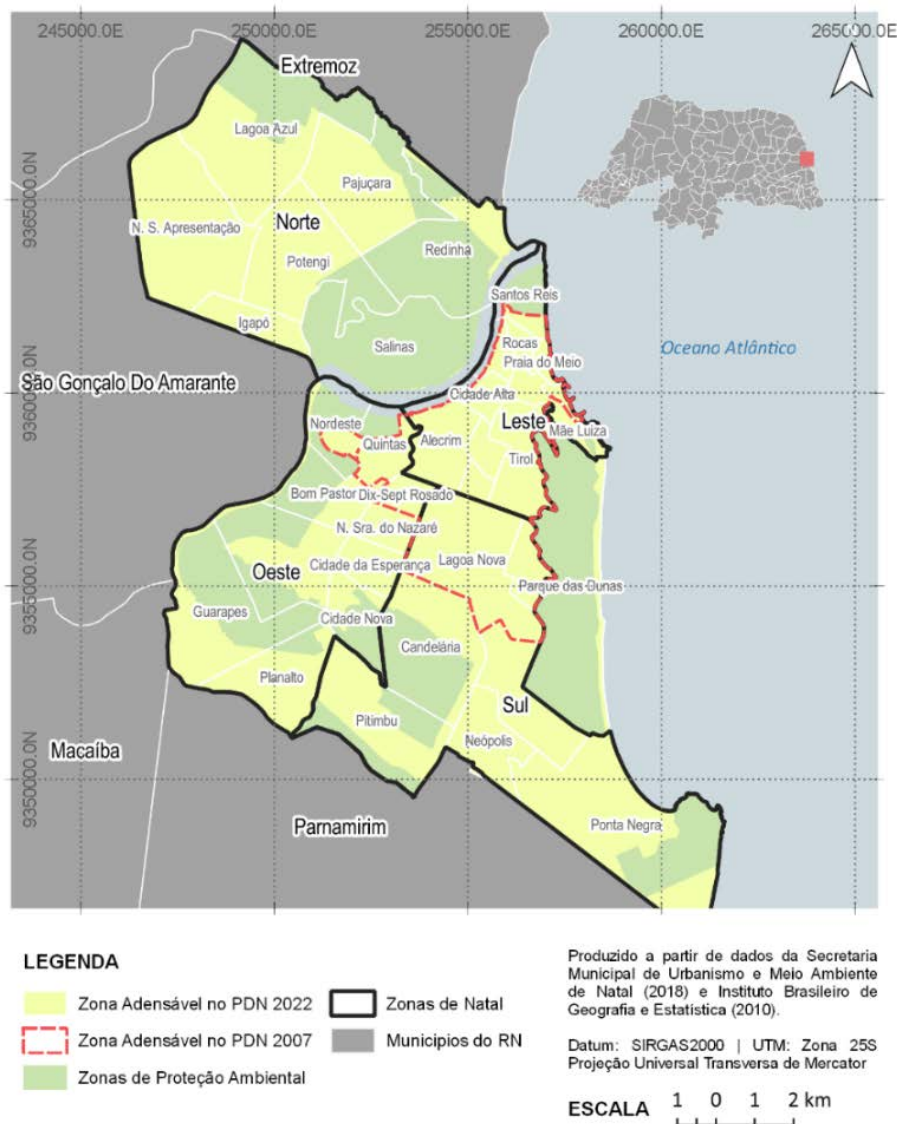 245000.0E 250000.0E 255000.0E 260000.0E 265000.0E
Extremoz
Lagoa Azul
9365000.0N
Pajuçara
N. S. Apresentação
Norte
Redinha
Potengi
Santos Reis
Igapó
Rocas
Salinas
Oceano Atlântico
Praia do Meio
São Gonçalo Do Amarante
9360000.0N
Cidade Alta
Nordeste
Leste
Mãe Luiza
Quintas
Alecrim
Tirol
Bom Pastor
Dix-Sept Rosado
N. Sra. do Nazaré
Lagoa Nova
Cidade da Esperança
Oeste
Parque das Dunas
9355000.0N
Guarapes
Cidade Nova
Candelária
Planalto
Sul
Pitimbu
Neópolis
Macaíba
9350000.0N
Parnamirim
Ponta Negra
LEGENDA
Zona Adensável no PDN 2022
Zonas de Natal
Zona Adensável no PDN 2007
Municipios do RN
Zonas de Proteção Ambiental
Produzido a partir de dados da Secretaria
Municipal de Urbanismo e Meio Ambiente
de Natal (2018) e Instituto Brasileiro de
Geografia e Estatística (2010).
Datum: SIRGAS2000 | UTM: Zona 25S
Projeção Universal Transversa de Mercator
ESCALA 1 0 1 2 km